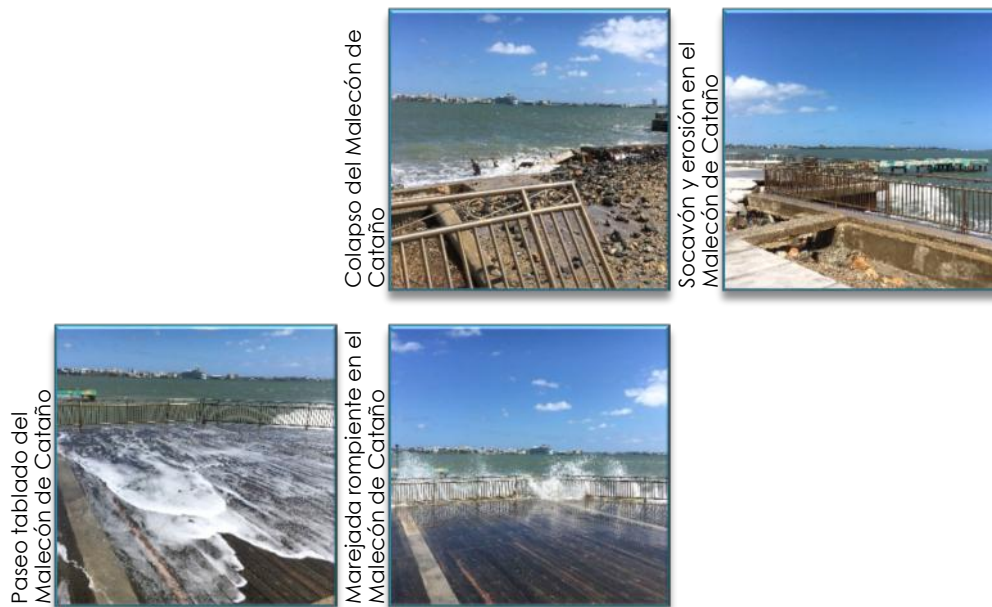 Colapso del Malecón de
Cataño
Socavón y erosión en el
Malecón de Cataño
Paseo tablado del
Malecón de Cataño
Marejada rompiente en el
Malecón de Cataño